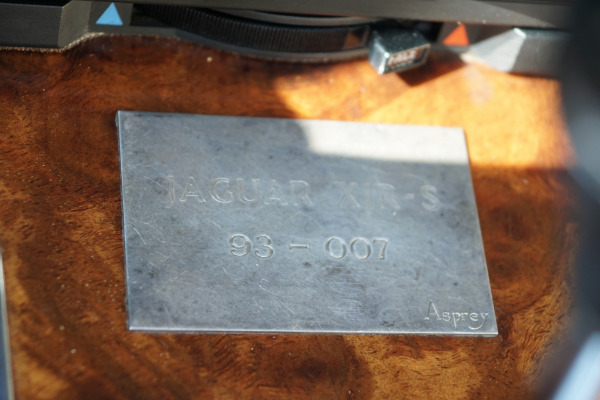 JAGUAR XJR-S
93 - 007
Asprey